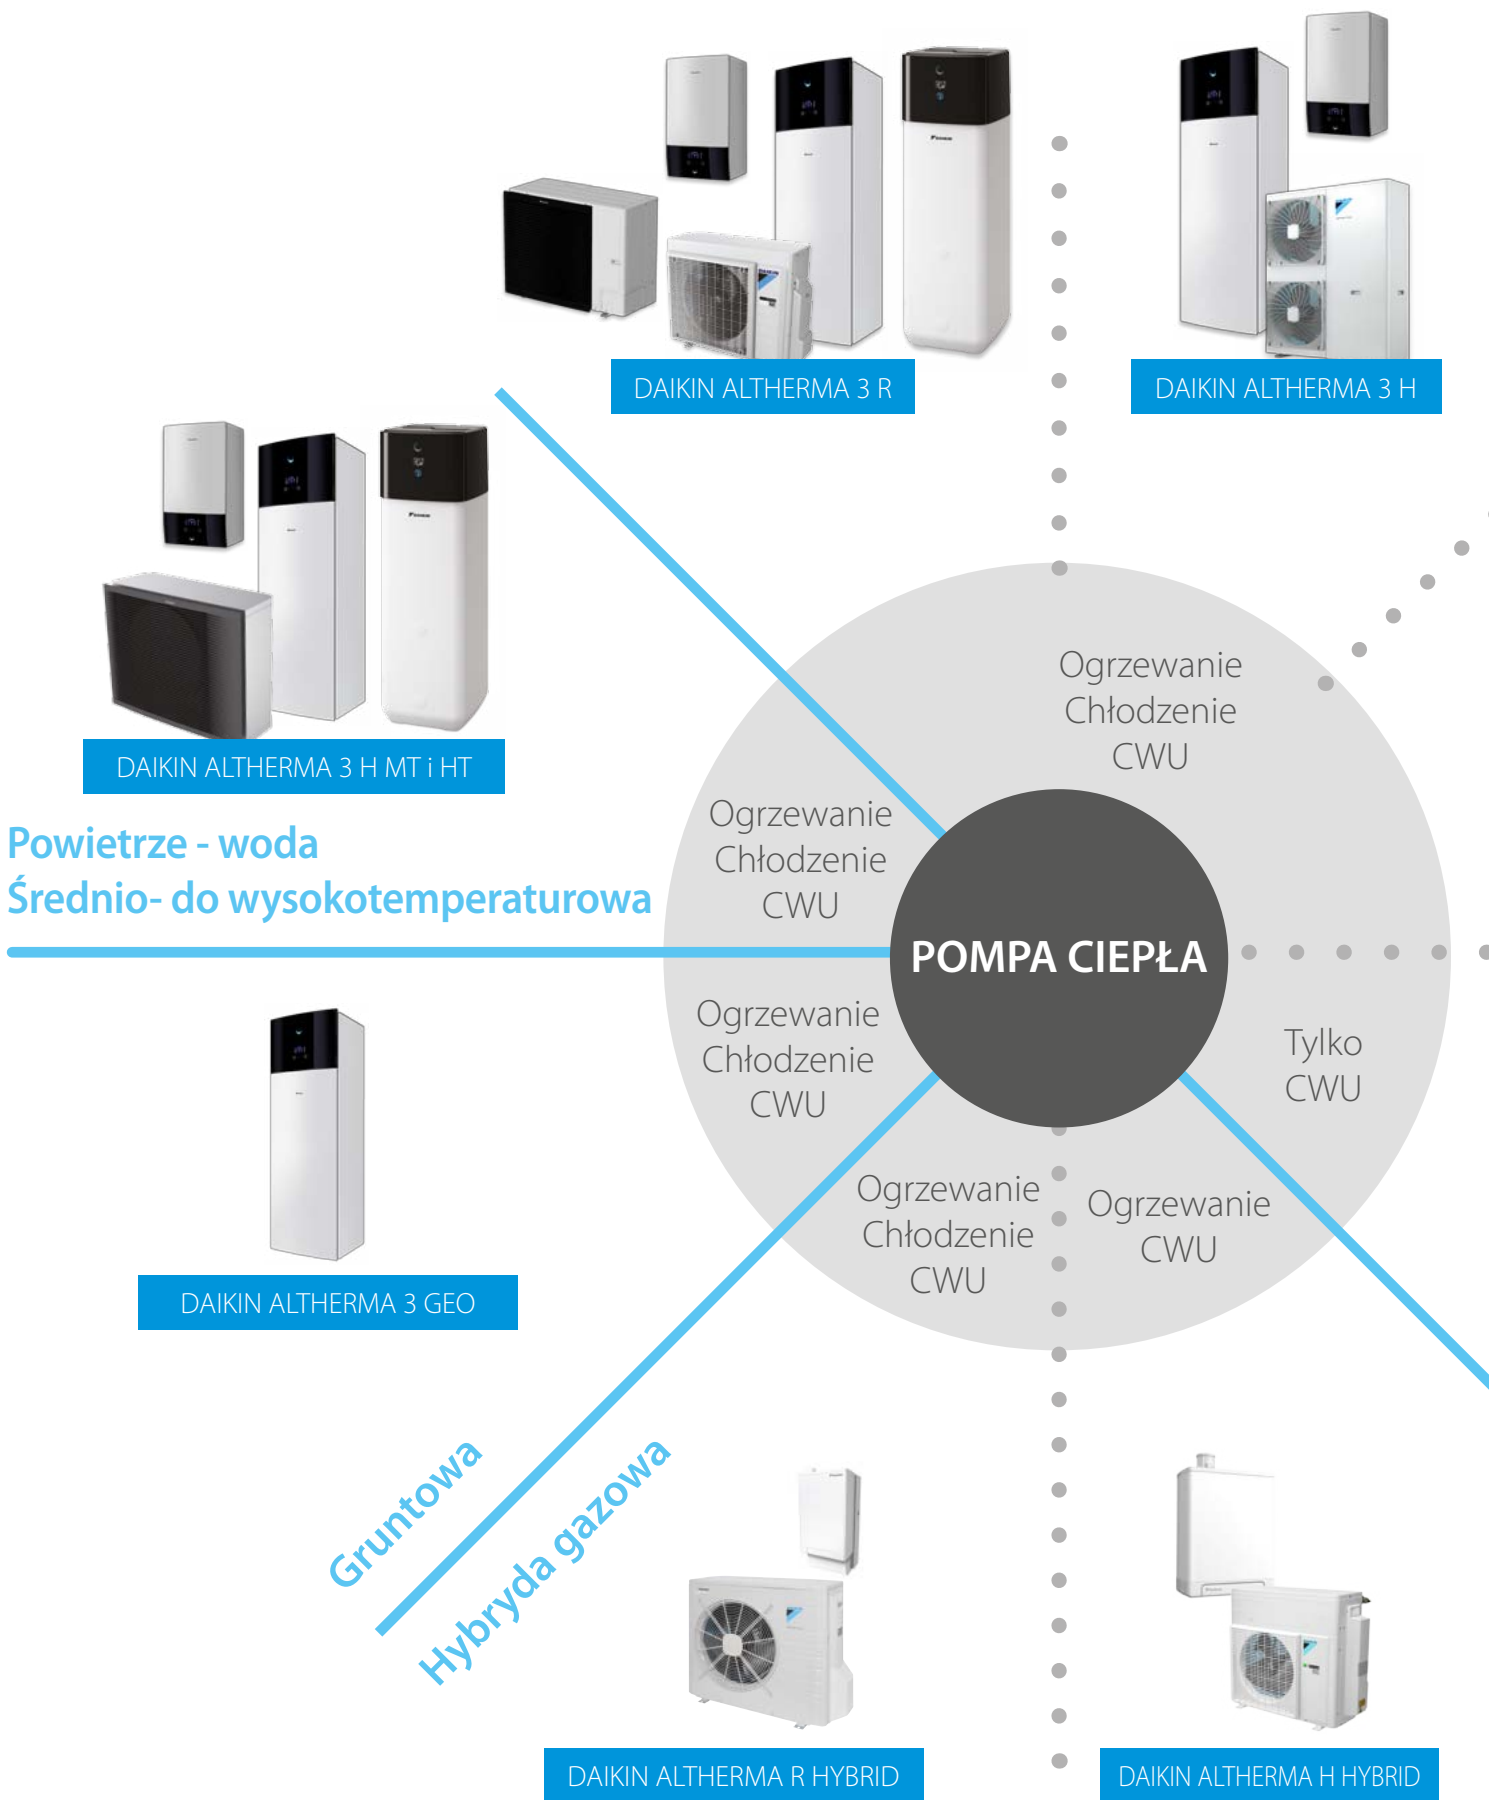 DAIKIN ALTHERMA 3 R
DAIKIN ALTHERMA 3 H
DAIKIN ALTHERMA 3 H MT i HT
Powietrze - woda
Średnio- do wysokotemperaturowa
Ogrzewanie
Chłodzenie
CWU
Ogrzewanie
Chłodzenie
CWU
POMPA CIEPŁA
Ogrzewanie
Chłodzenie
CWU
Tylko
CWU
Ogrzewanie
Chłodzenie
CWU
Ogrzewanie
CWU
DAIKIN ALTHERMA 3 GEO
Gruntowa
Hybryda gazowa
DAIKIN ALTHERMA R HYBRID
DAIKIN ALTHERMA H HYBRID